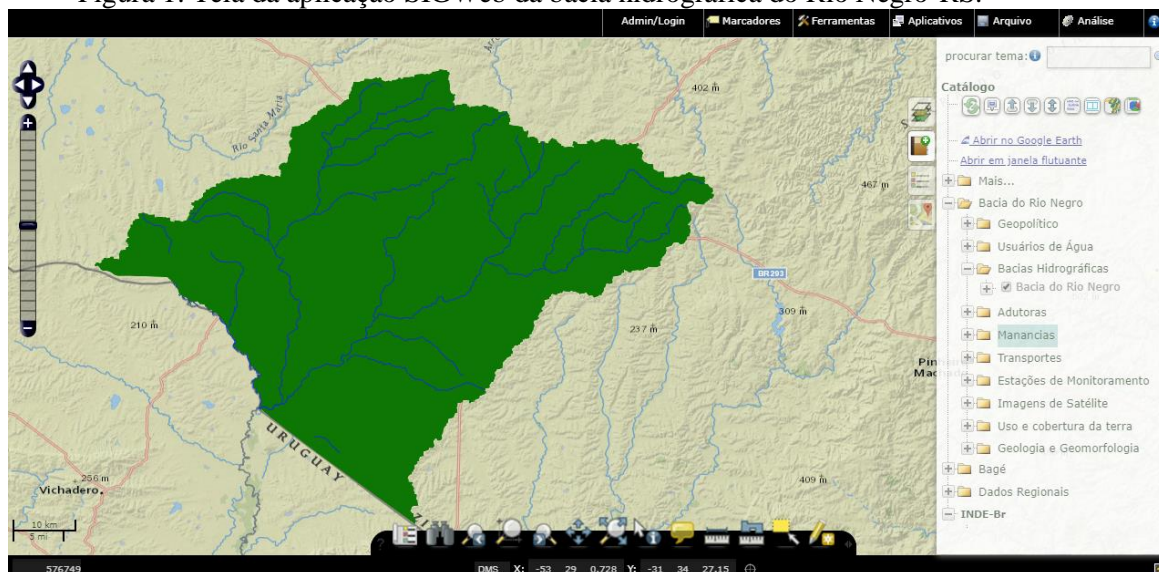 Figura 1: Tela da aplicação SIGWeb da bacia hidrográfica do Rio Negro-RS.
Admin/Login Marcadores Ferramentas Aplicativos Arquivo Análise
procurar tema:
Catálogo
Abrir no Google Earth
Abrir em janela flutuante
Mais...
Bacia do Rio Negro
Geopolítico
Usuários de Água
Bacias Hidrográficas
Bacia do Rio Negro
Adutoras
Manancias
Transportes
Estações de Monitoramento
Imagens de Satélite
Uso e cobertura da terra
Geologia e Geomorfologia
Bagé
Dados Regionais
INDE-Br
Rio Santa Maria
402 m
467 m
BR293
309 m
210 m
237 m
URUGUAY
256 m
Vichadero
409 m
10 km
5 mi
576749
DMS X: -53 29 0.728 Y: -31 34 27.15